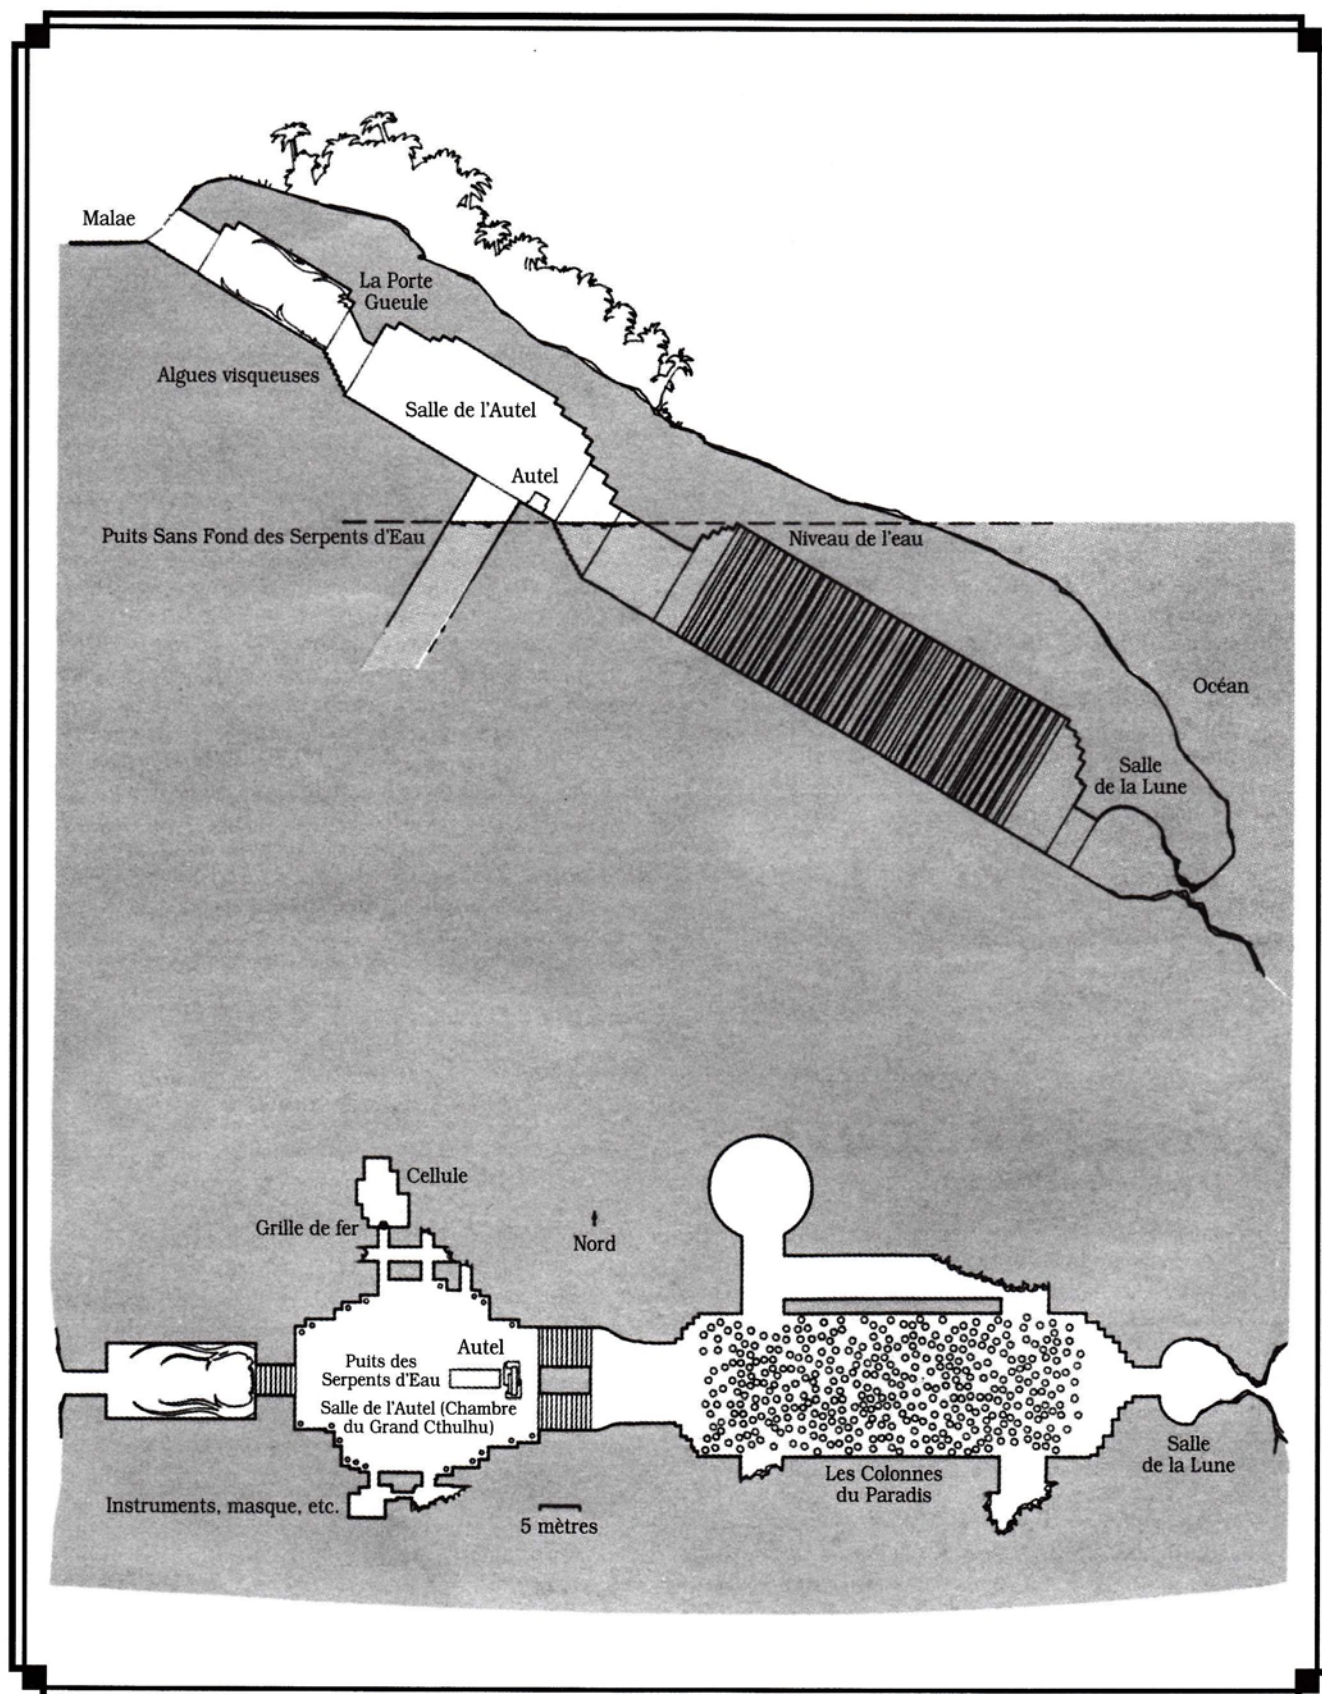 Malae
La Porte
Gueule
Algues visqueuses
Salle de l'Autel
Autel
Puits Sans Fond des Serpents d'Eau
Niveau de l'eau
Océan
Salle
de la Lune
Cellule
Grille de fer
Nord
Autel
Puits des
Serpents d'Eau
Salle de l'Autel (Chambre
du Grand Cthulhu)
Salle
de la Lune
Les Colonnes
du Paradis
Instruments, masque, etc.
5 mètres